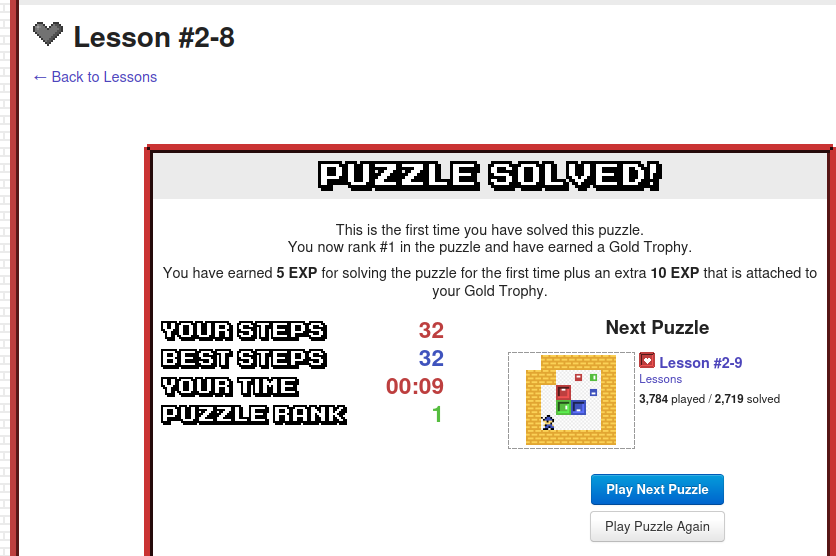 Lesson #2-8
← Back to Lessons
PUZZLE SOLVED!
This is the first time you have solved this puzzle.
You now rank #1 in the puzzle and have earned a Gold Trophy.
You have earned 5 EXP for solving the puzzle for the first time plus an extra 10 EXP that is attached to
your Gold Trophy.
YOUR STEPS 32
BEST STEPS 32
YOUR TIME 00:09
PUZZLE RANK 1
Next Puzzle
Lesson #2-9
Lessons
3,784 played / 2,719 solved
Play Next Puzzle
Play Puzzle Again